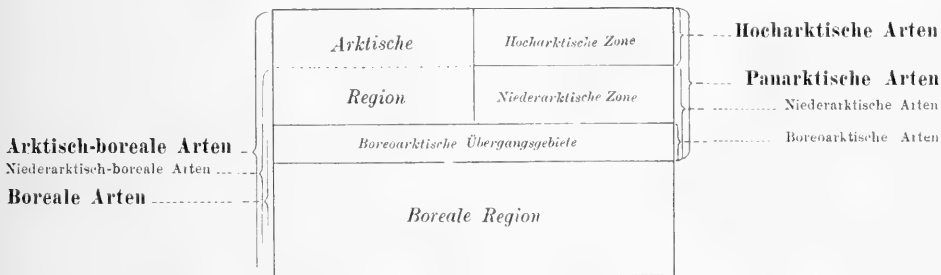 Arktische
Hocharktische Zone
Hocharktische Arten
Panarktische Arten
Region
Niederarktische Zone
Niederarktische Arten
Boreoarktische Übergangsgebiete
Boreoarktische Arten
Arktisch-boreale Arten
Niederarktisch-boreale Arten
Boreale Arten
Boreale Region